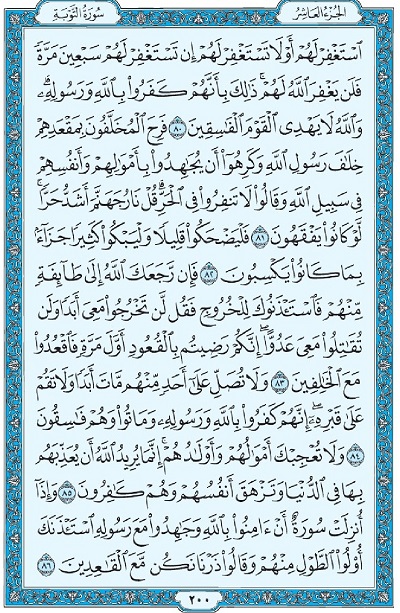 الجزء العاشر
سورة التوبة
ٱسۡتَغۡفِرۡ لَهُمۡ أَوۡ لَا تَسۡتَغۡفِرۡ لَهُمۡ إِن تَسۡتَغۡفِرۡ لَهُمۡ سَبۡعِينَ مَرَّةٗ
فَلَن يَغۡفِرَ ٱللَّهُ لَهُمۡۚ ذَٰلِكَ بِأَنَّهُمۡ كَفَرُواْ بِٱللَّهِ وَرَسُولِهِۦۗ
وَٱللَّهُ لَا يَهۡدِي ٱلۡقَوۡمَ ٱلۡفَٰسِقِينَ ٨٠ فَرِحَ ٱلۡمُخَلَّفُونَ بِمَقۡعَدِهِمۡ
خِلَٰفَ رَسُولِ ٱللَّهِ وَكَرِهُوٓاْ أَن يُجَٰهِدُواْ بِأَمۡوَٰلِهِمۡ وَأَنفُسِهِمۡ
فِي سَبِيلِ ٱللَّهِ وَقَالُواْ لَا تَنفِرُواْ فِي ٱلۡحَرِّۗ قُلۡ نَارُ جَهَنَّمَ أَشَدُّ حَرّٗاۚ
لَّوۡ كَانُواْ يَفۡقَهُونَ ٨١ فَلۡيَضۡحَكُواْ قَلِيلٗا وَلۡيَبۡكُواْ كَثِيرٗا جَزَآءَۢ
بِمَا كَانُواْ يَكۡسِبُونَ ٨٢ فَإِن رَّجَعَكَ ٱللَّهُ إِلَىٰ طَآئِفَةٖ
مِّنۡهُمۡ فَٱسۡتَـٔۡذَنُوكَ لِلۡخُرُوجِ فَقُل لَّن تَخۡرُجُواْ مَعِيَ أَبَدٗا وَلَن
تُقَٰتِلُواْ مَعِيَ عَدُوًّاۖ إِنَّكُمۡ رَضِيتُم بِٱلۡقُعُودِ أَوَّلَ مَرَّةٖ فَٱقۡعُدُواْ
مَعَ ٱلۡخَٰلِفِينَ ٨٣ وَلَا تُصَلِّ عَلَىٰٓ أَحَدٖ مِّنۡهُم مَّاتَ أَبَدٗا وَلَا تَقُمۡ
عَلَىٰ قَبۡرِهِۦٓۖ إِنَّهُمۡ كَفَرُواْ بِٱللَّهِ وَرَسُولِهِۦ وَمَاتُواْ وَهُمۡ فَٰسِقُونَ
٨٤ وَلَا تُعۡجِبۡكَ أَمۡوَٰلُهُمۡ وَأَوۡلَٰدُهُمۡۚ إِنَّمَا يُرِيدُ ٱللَّهُ أَن يُعَذِّبَهُم
بِهَا فِي ٱلدُّنۡيَا وَتَزۡهَقَ أَنفُسُهُمۡ وَهُمۡ كَٰفِرُونَ ٨٥ وَإِذَآ
أُنزِلَتۡ سُورَةٌ أَنۡ ءَامِنُواْ بِٱللَّهِ وَجَٰهِدُواْ مَعَ رَسُولِهِ ٱسۡتَـٔۡذَنَكَ
أُوْلُواْ ٱلطَّوۡلِ مِنۡهُمۡ وَقَالُواْ ذَرۡنَا نَكُن مَّعَ ٱلۡقَٰعِدِينَ ٨٦
٢٠٠